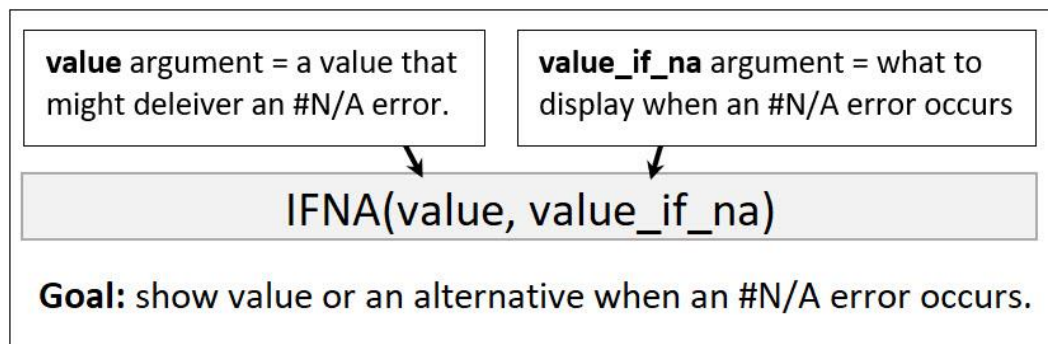 value argument = a value that
might deleiver an #N/A error.
value_if_na argument = what to
display when an #N/A error occurs
IFNA(value, value_if_na)
Goal: show value or an alternative when an #N/A error occurs.